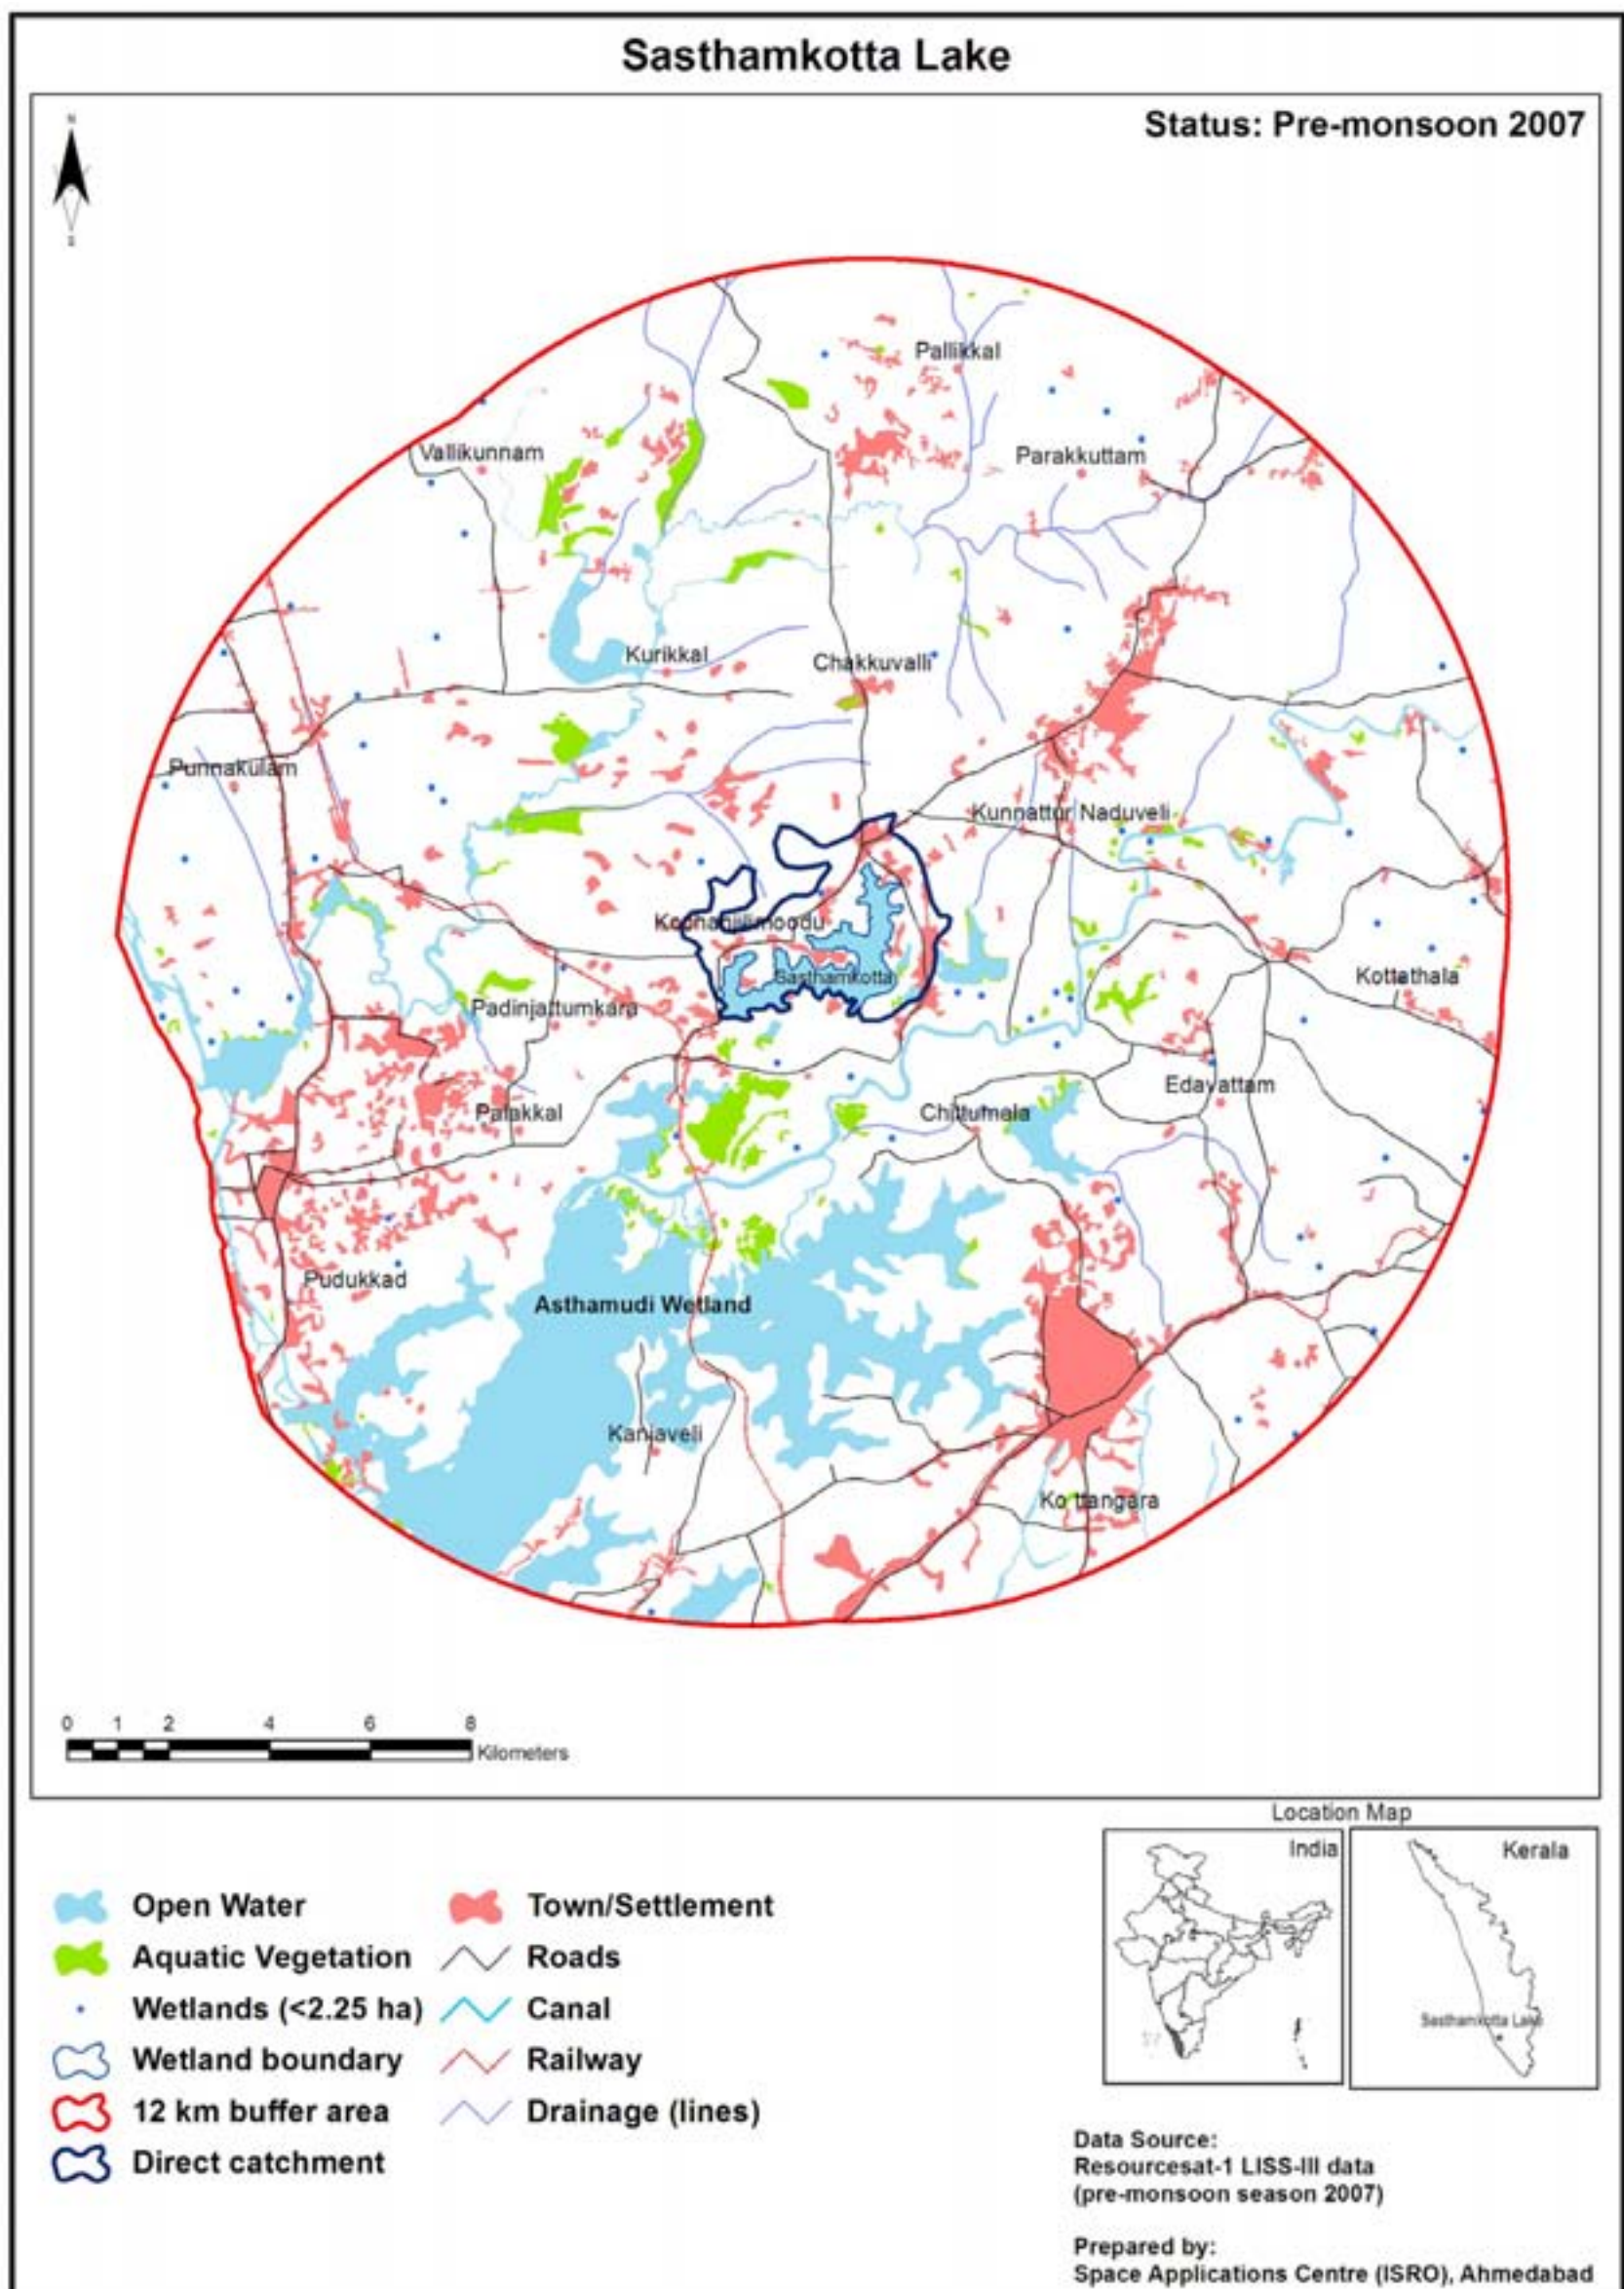 Sasthamkotta Lake
Status: Pre-monsoon 2007
N
S
Pallikkal
Vallikunnam
Parakkuttam
Kurikkal
Chakkuvalli
Punnakulam
Kunnattur Naduveli
Sasthamkotta
Kottathala
Padinjattumkara
Edavattam
Palakkal
Chittumala
Pudukkad
Asthamudi Wetland
Kanjaveli
Ko ttangara
0 1 2 4 6 8
Kilometers
Location Map
India
Kerala
Sasthamkotta Lake
Open Water
Town/Settlement
Aquatic Vegetation
Roads
Wetlands (<2.25 ha)
Canal
Wetland boundary
Railway
12 km buffer area
Drainage (lines)
Direct catchment
Data Source:
Resourcesat-1 LISS-III data
(pre-monsoon season 2007)
Prepared by:
Space Applications Centre (ISRO), Ahmedabad